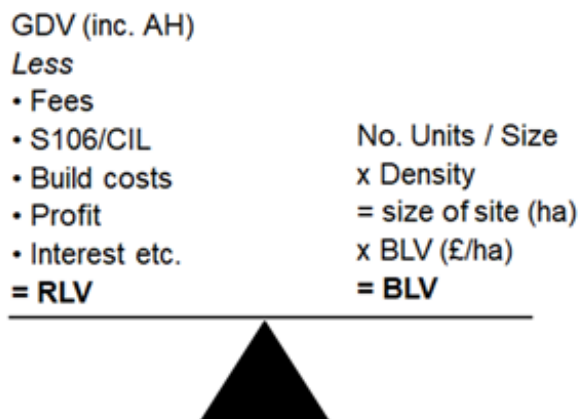 GDV (inc. AH)
Less
• Fees
• S106/CIL
• Build costs
• Profit
• Interest etc.
= RLV
No. Units / Size
x Density
= size of site (ha)
x BLV (£/ha)
= BLV